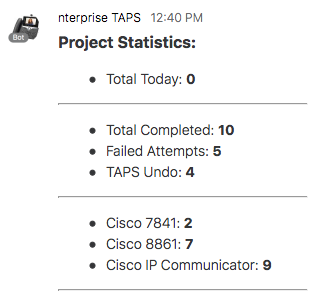 nterprise TAPS 12:40 PM
Bot
Project Statistics:
• Total Today: 0
• Total Completed: 10
• Failed Attempts: 5
• TAPS Undo: 4
• Cisco 7841: 2
• Cisco 8861: 7
• Cisco IP Communicator: 9